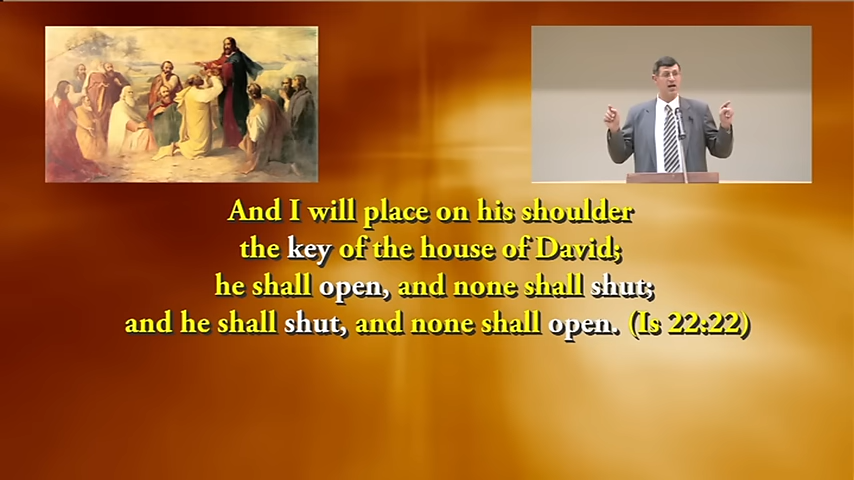 And I will place on his shoulder
the key of the house of David;
he shall open, and none shall shut;
and he shall shut, and none shall open. (Is 22:22)